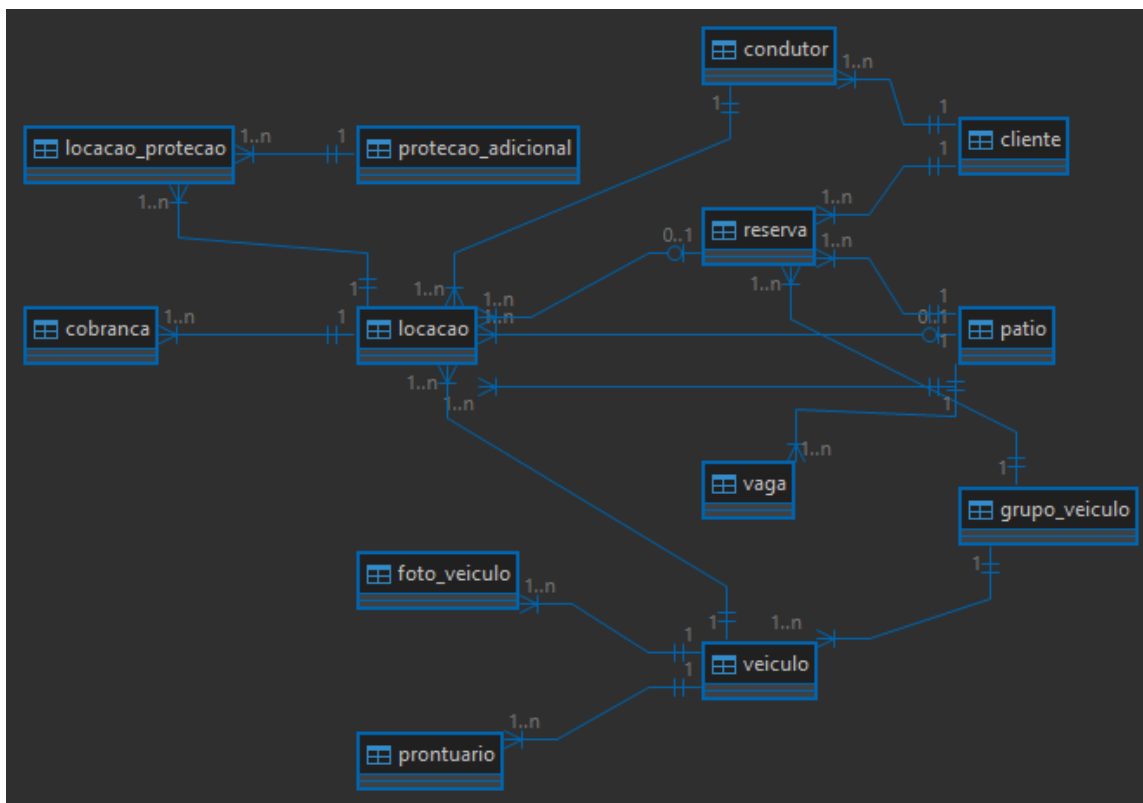 condutor
1..n
1
1
cliente
locacao_protecao
1..n
1
protecao_adicional
1
1..n
1..n
reserva
0..1
1..n
1..n
1..n
1
1..n
1..n
1
cobranca
1..n
1
locacao
1..n
0..1
1
patio
1..n
1..n
1
1..n
vaga
1
grupo_veiculo
1
foto_veiculo
1..n
1
1
1..n
veiculo
1
1..n
prontuario